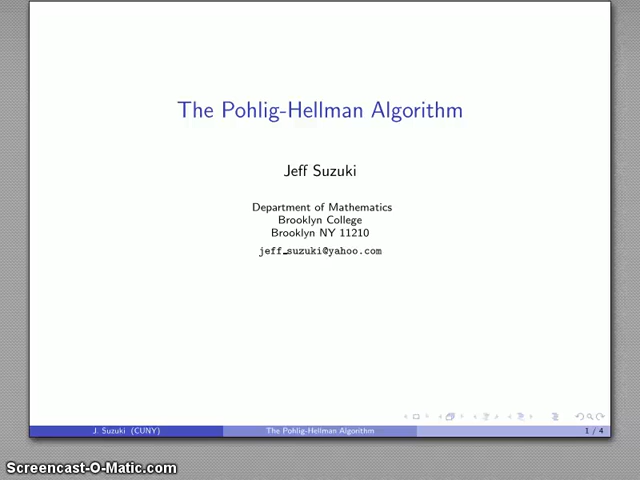 The Pohlig-Hellman Algorithm
Jeff Suzuki
Department of Mathematics
Brooklyn College
Brooklyn NY 11210
jeff_suzuki@yahoo.com
J. Suzuki (CUNY) The Pohlig-Hellman Algorithm 1 / 4
Screencast-O-Matic.com